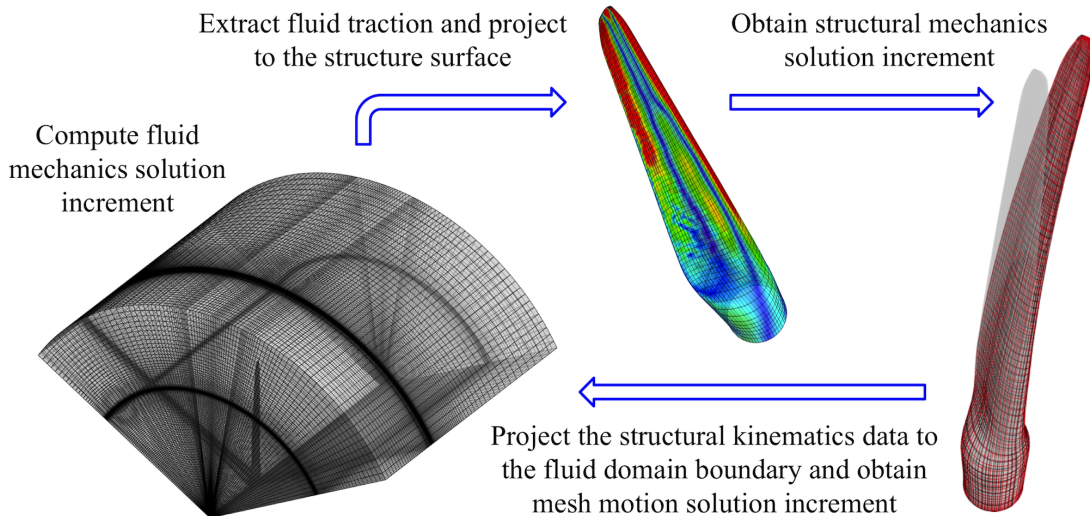 Extract fluid traction and project
to the structure surface
Obtain structural mechanics
solution increment
Compute fluid
mechanics solution
increment
Project the structural kinematics data to
the fluid domain boundary and obtain
mesh motion solution increment